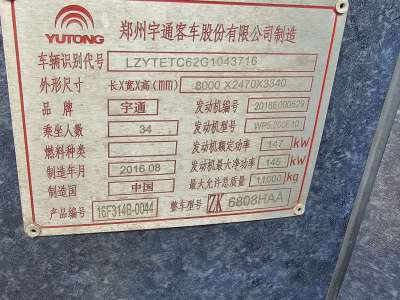 YUTONG
郑州宇通客车股份有限公司制造
车辆识别代号 LZYTETC62G1043716
外形尺寸 长X宽X高(mm) 8000X2470X3340
品牌 宇通 发动机编号
乘坐人数 34 发动机型号
燃料种类 发动机额定功率 147 kW
制造年月 2016.08 发动机最大净功率 145 kW
制造国 中国 最大允许总质量 11000 kg
产品编号 16F314B-0044 整车型号 ZK 6808HAA